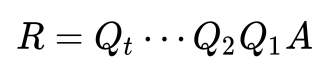 R = Q_t ⋯ Q_2 Q_1 A